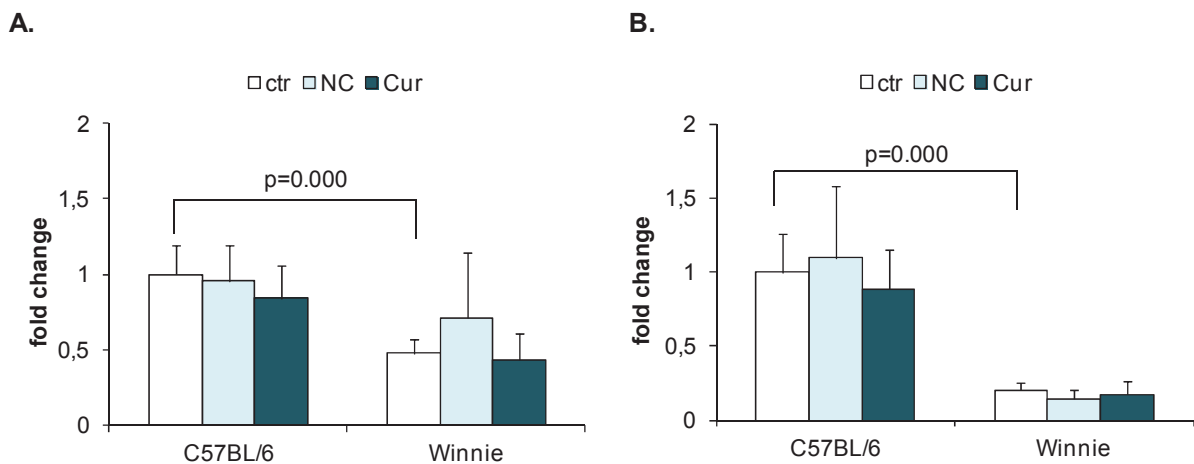 A.
ctr NC Cur
2
p=0.000
1,5
fold change
1
0,5
0
C57BL/6 Winnie
B.
ctr NC Cur
2
p=0.000
1,5
fold change
1
0,5
0
C57BL/6 Winnie